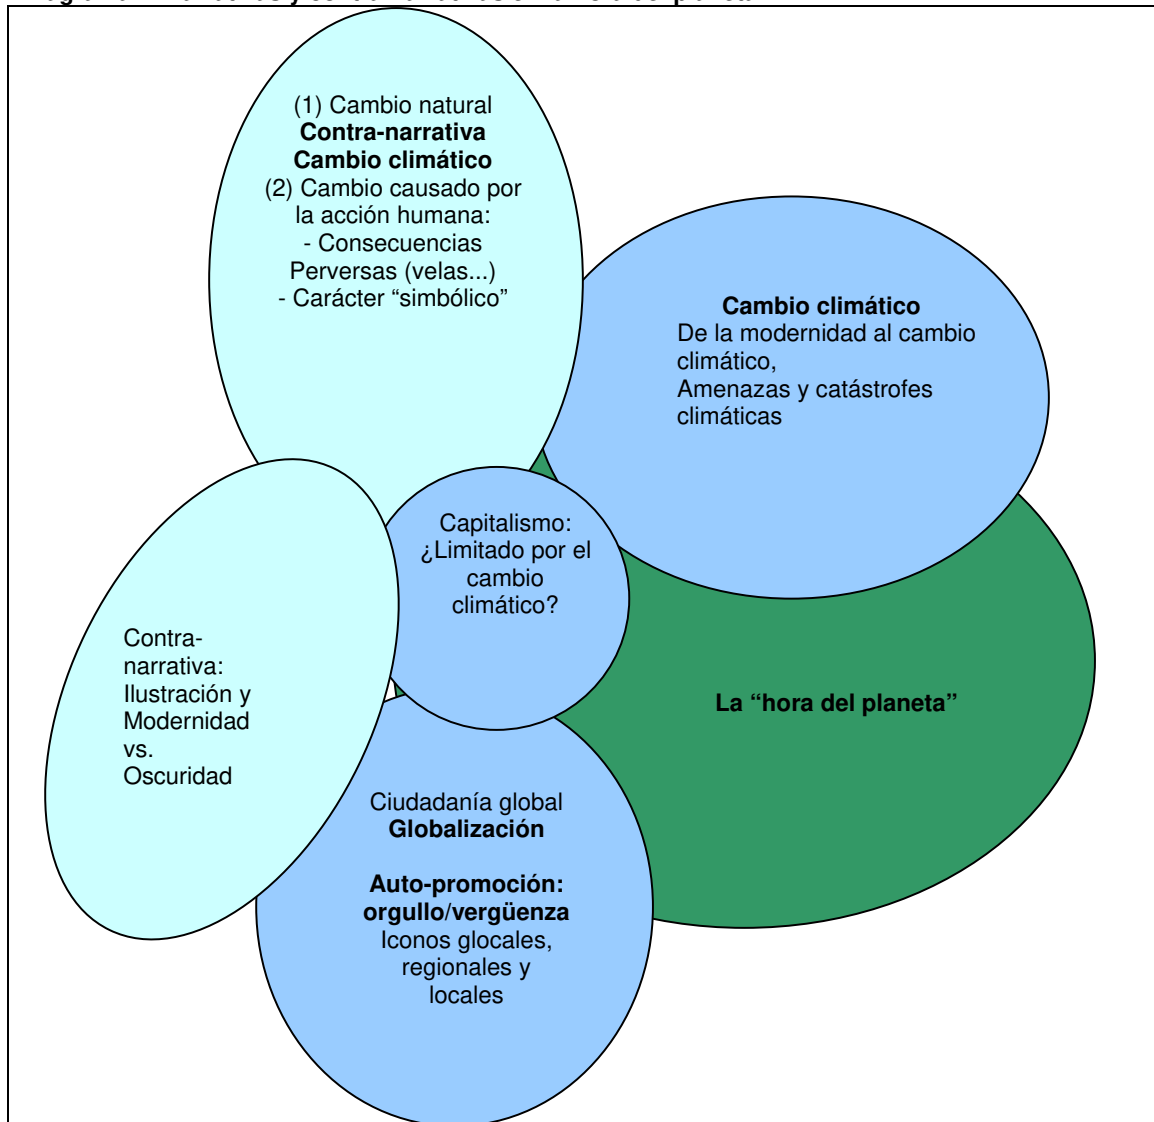 (1) Cambio natural
Contra-narrativa
Cambio climático
(2) Cambio causado por
la acción humana:
- Consecuencias
Perversas (velas...)
- Carácter “simbólico”
Cambio climático
De la modernidad al cambio
climático,
Amenazas y catástrofes
climáticas
Capitalismo:
¿Limitado por el
cambio
climático?
Contra-
narrativa:
Ilustración y
Modernidad
vs.
Oscuridad
La “hora del planeta”
Ciudadanía global
Globalización
Auto-promoción:
orgullo/vergüenza
Iconos glocales,
regionales y
locales